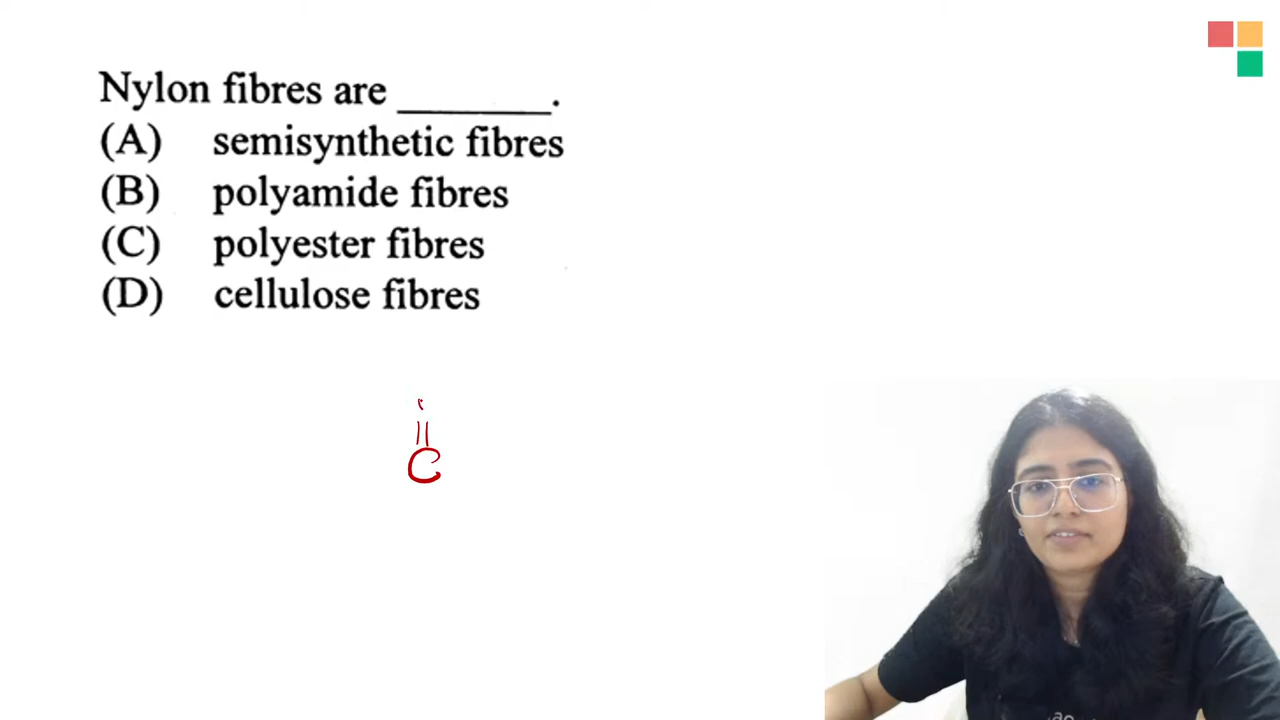 Nylon fibres are ________.
(A) semisynthetic fibres
(B) polyamide fibres
(C) polyester fibres
(D) cellulose fibres
C